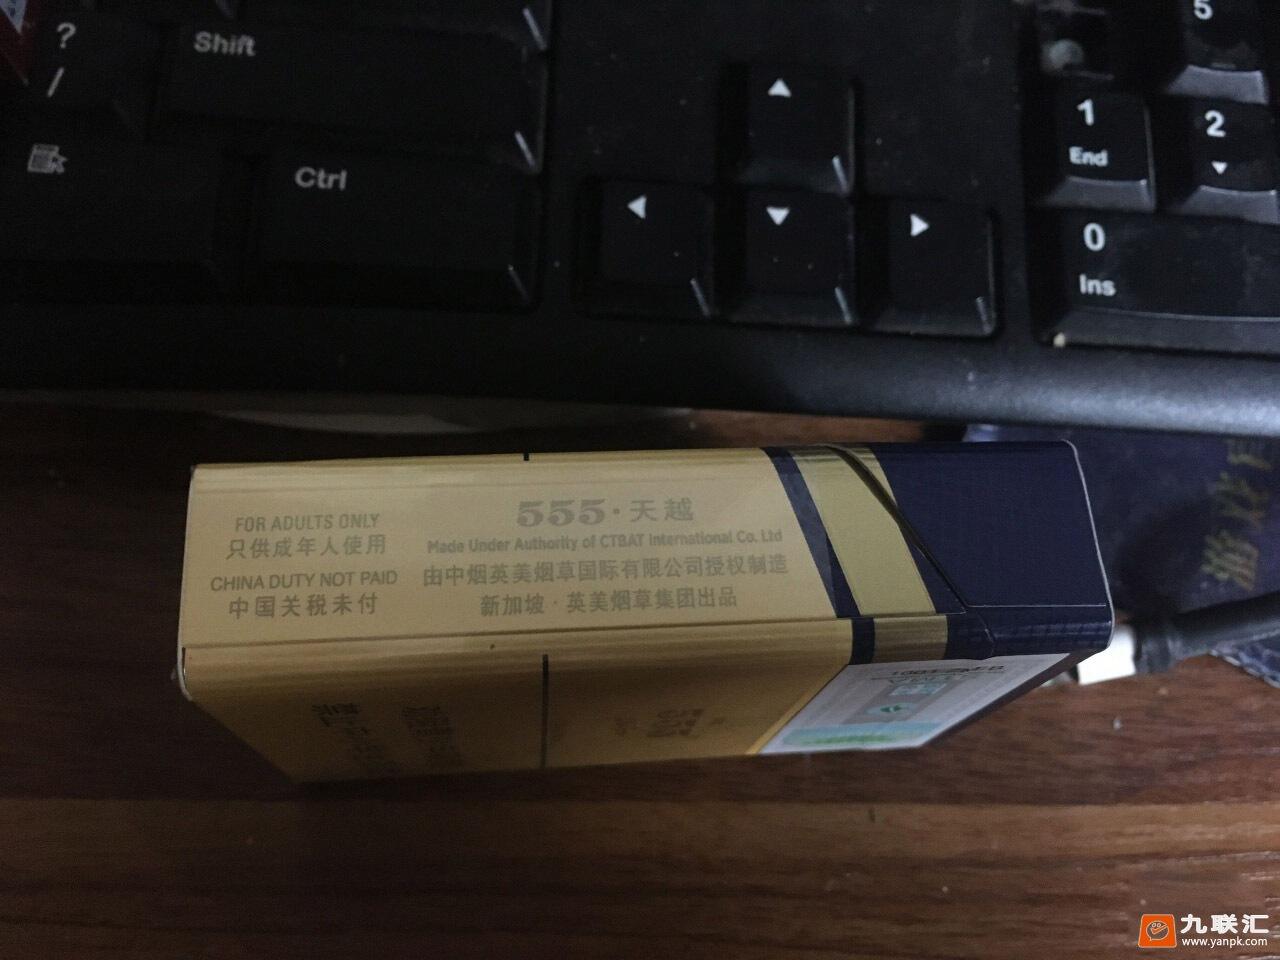 ?
/
Shift
Ctrl
5
1
End
2
0
Ins
FOR ADULTS ONLY
只供成年人使用
CHINA DUTY NOT PAID
中国关税未付
555·天越
Made Under Authority of CTBAT International Co. Ltd
由中烟英美烟草国际有限公司授权制造
新加坡·英美烟草集团出品
九联汇
www.yanpk.com